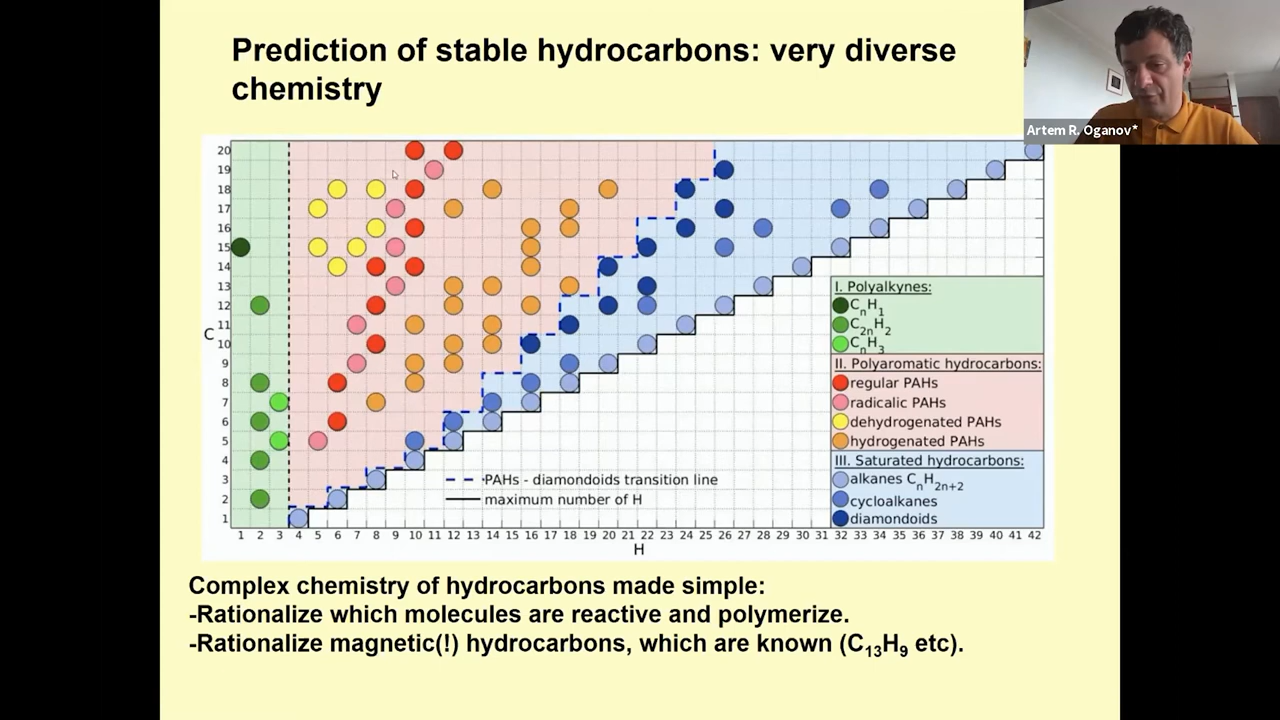 Prediction of stable hydrocarbons: very diverse
chemistry
Artem R. Oganov*
20
19
18
17
16
15
14
13
12
11
10
9
8
7
6
5
4
3
2
1
C
I. Polyalkynes:
CₙH₁
C₂ₙH₂
CₙH₃
II. Polyaromatic hydrocarbons:
regular PAHs
radicalic PAHs
dehydrogenated PAHs
hydrogenated PAHs
III. Saturated hydrocarbons:
alkanes CₙH₂ₙ₊₂
cycloalkanes
diamondoids
PAHs - diamondoids transition line
maximum number of H
1 2 3 4 5 6 7 8 9 10 11 12 13 14 15 16 17 18 19 20 21 22 23 24 25 26 27 28 29 30 31 32 33 34 35 36 37 38 39 40 41 42
H
Complex chemistry of hydrocarbons made simple:
-Rationalize which molecules are reactive and polymerize.
-Rationalize magnetic(!) hydrocarbons, which are known (C₁₃H₉ etc).